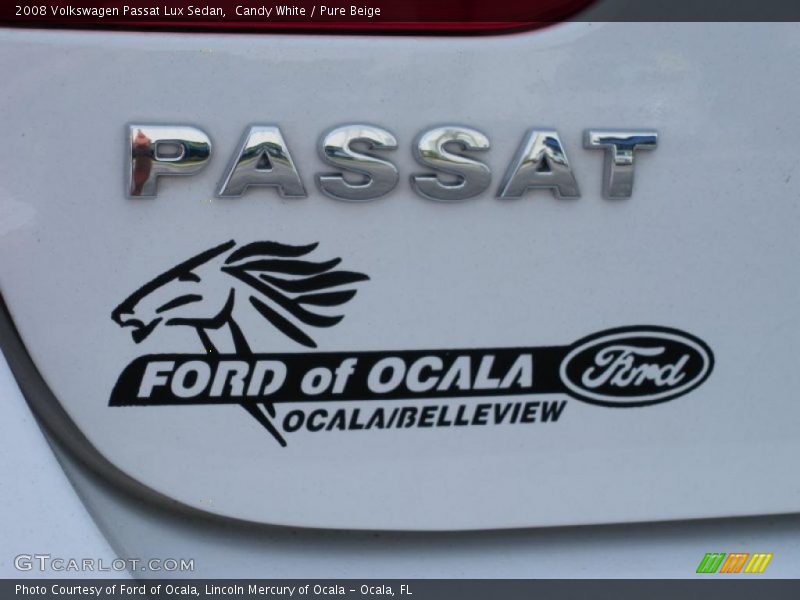 2008 Volkswagen Passat Lux Sedan,  Candy White / Pure Beige
PASSAT
FORD of OCALA Ford
OCALA/BELLEVIEW
GTCARLOT.COM
Photo Courtesy of Ford of Ocala, Lincoln Mercury of Ocala - Ocala, FL